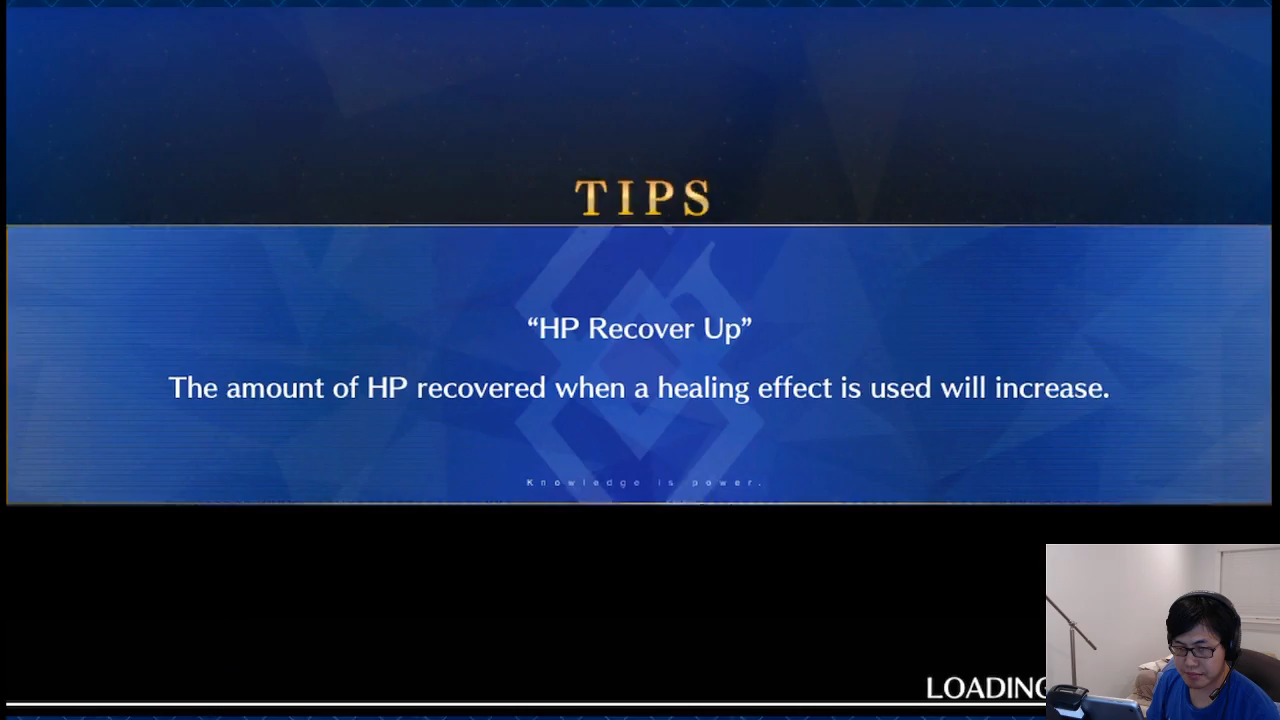 TIPS
“HP Recover Up”
The amount of HP recovered when a healing effect is used will increase.
Knowledge is power.
LOADING